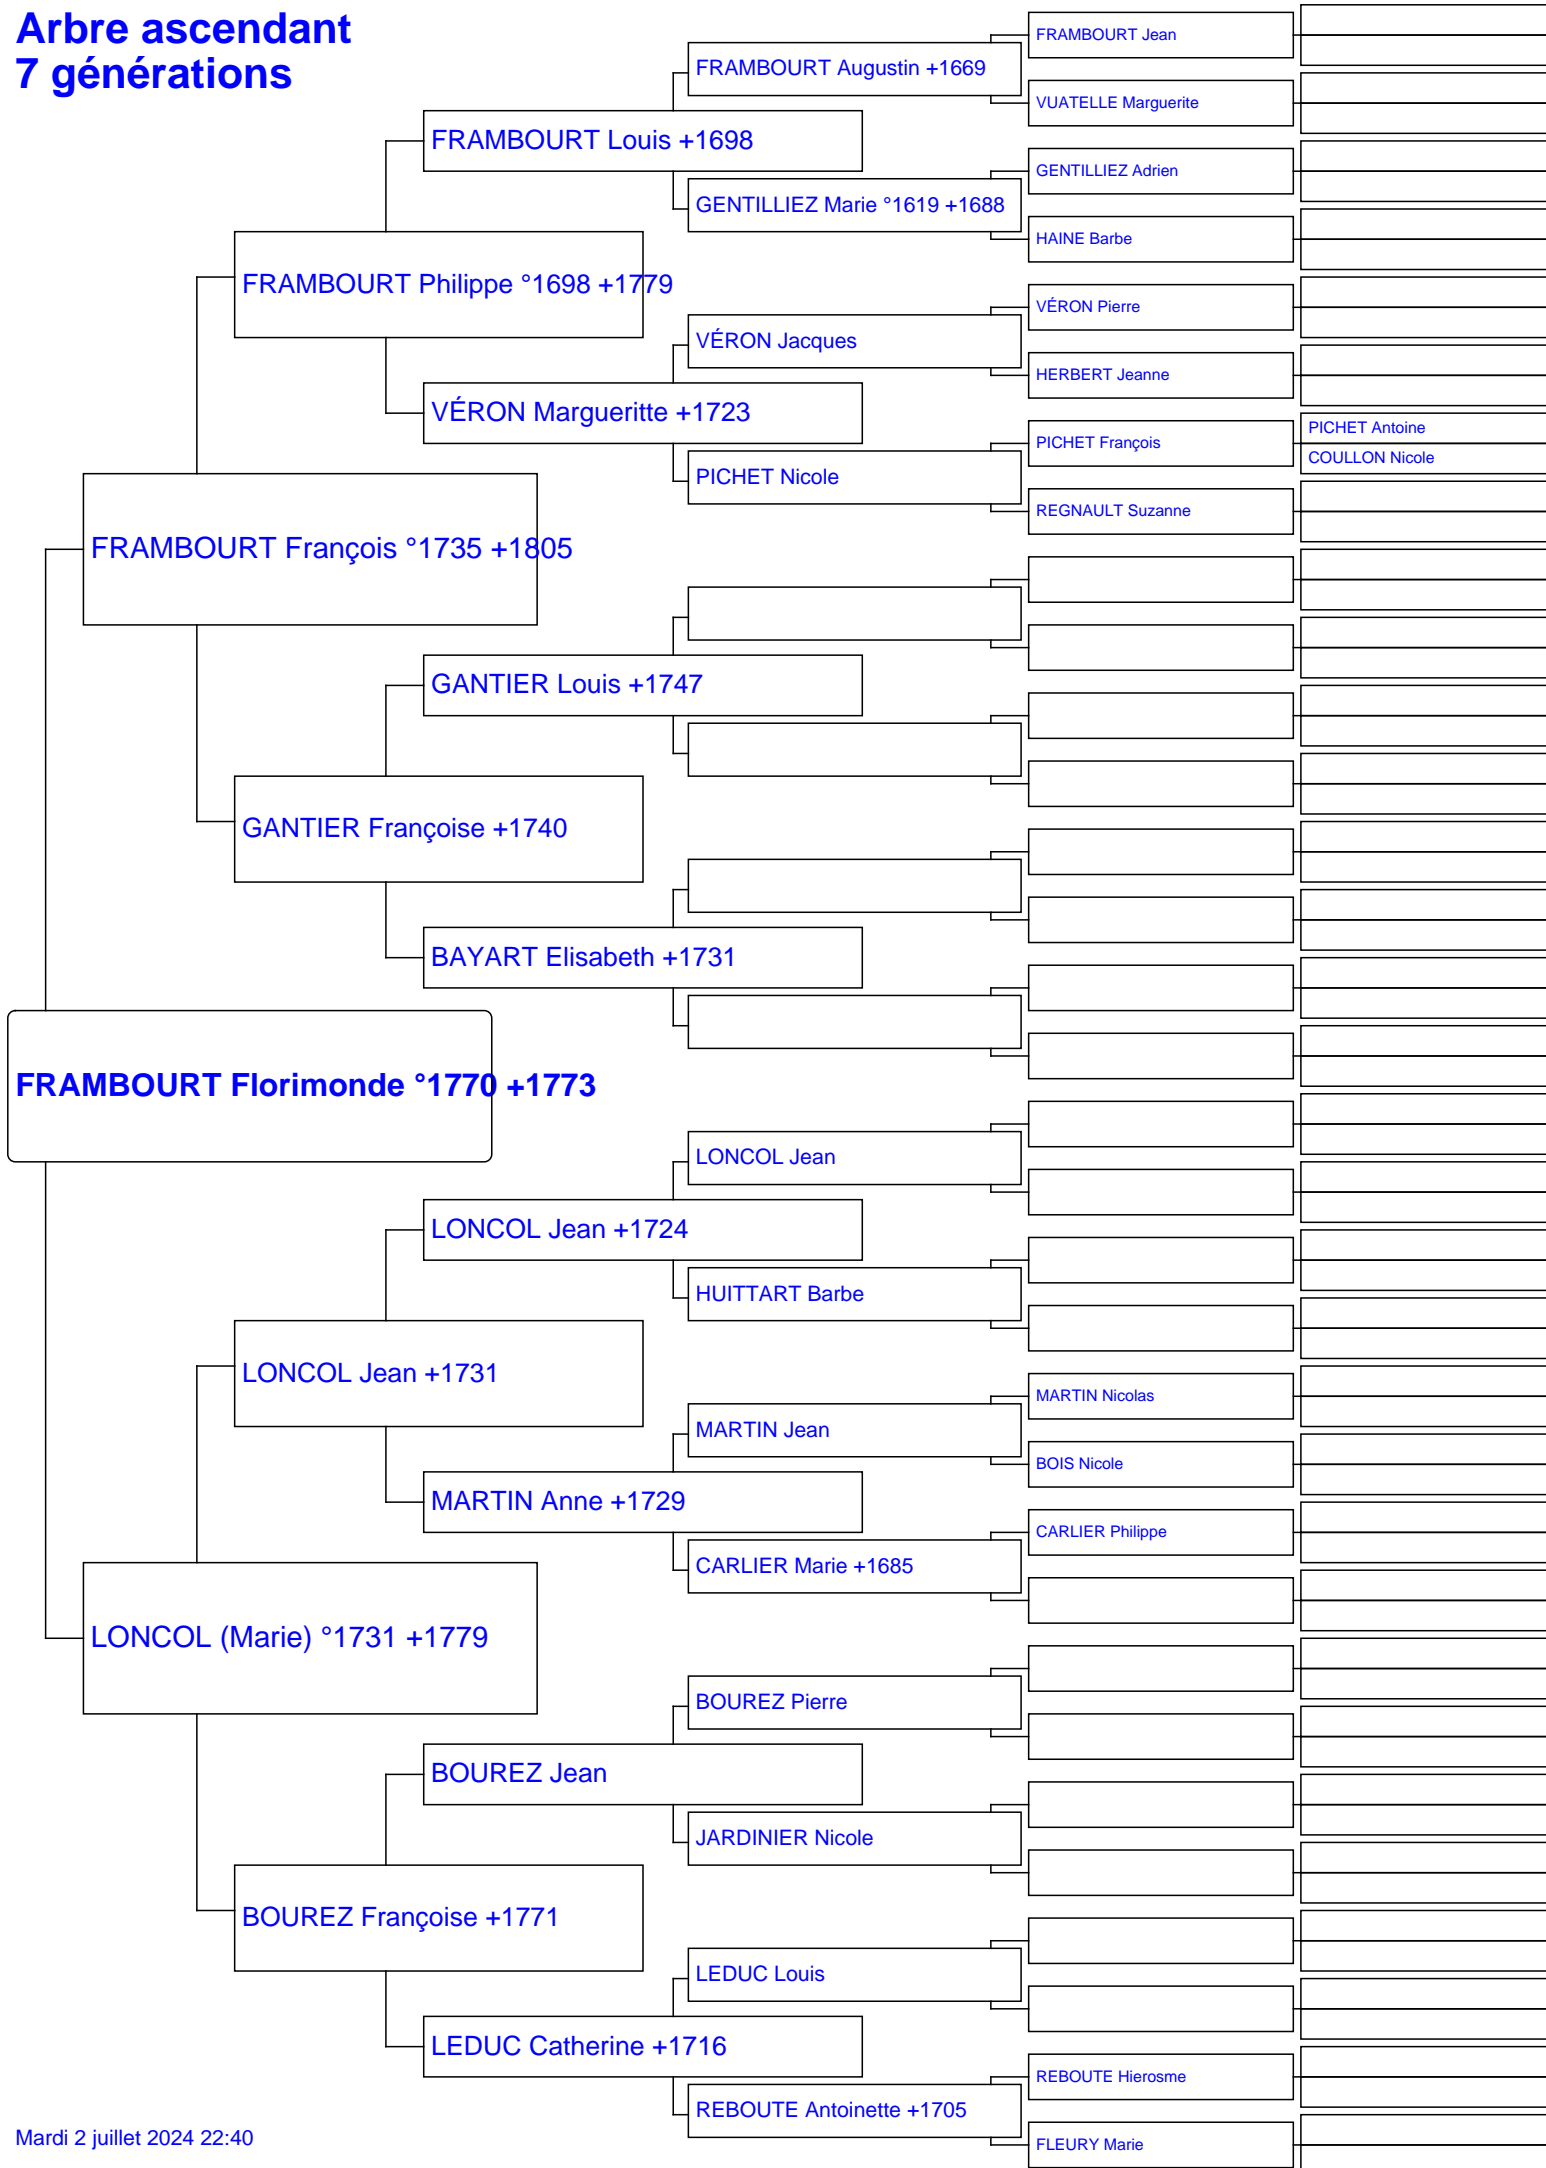 Arbre ascendant
7 générations
FRAMBOURT Jean
FRAMBOURT Augustin +1669
VUATELLE Marguerite
FRAMBOURT Louis +1698
GENTILLIEZ Adrien
GENTILLIEZ Marie °1619 +1688
HAINE Barbe
FRAMBOURT Philippe °1698 +1779
VÉRON Pierre
VÉRON Jacques
HERBERT Jeanne
VÉRON Margueritte +1723
PICHET Antoine
PICHET François
COULLON Nicole
PICHET Nicole
REGNAULT Suzanne
FRAMBOURT François °1735 +1805
GANTIER Louis +1747
GANTIER Françoise +1740
BAYART Elisabeth +1731
FRAMBOURT Florimonde °1770 +1773
LONCOL Jean
LONCOL Jean +1724
HUITTART Barbe
LONCOL Jean +1731
MARTIN Nicolas
MARTIN Jean
BOIS Nicole
MARTIN Anne +1729
CARLIER Philippe
CARLIER Marie +1685
LONCOL (Marie) °1731 +1779
BOUREZ Pierre
BOUREZ Jean
JARDINIER Nicole
BOUREZ Françoise +1771
LEDUC Louis
LEDUC Catherine +1716
REBOUTE Hierosme
REBOUTE Antoinette +1705
FLEURY Marie
Mardi 2 juillet 2024 22:40